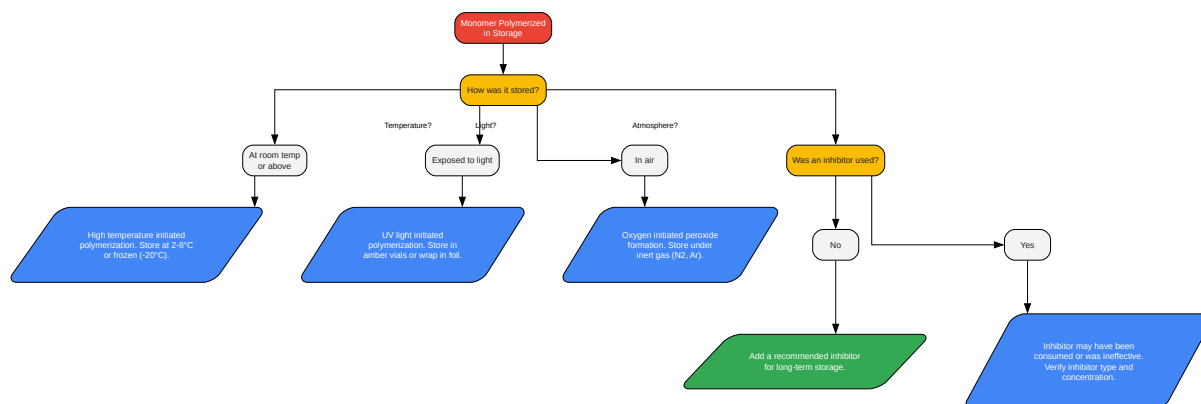 Monomer Polymerized
in Storage
How was it stored?
Temperature?
Light?
Atmosphere?
At room temp
or above
Exposed to light
In air
Was an inhibitor used?
High temperature initiated
polymerization. Store at 2-8°C
or frozen (-20°C).
UV light initiated
polymerization. Store in
amber vials or wrap in foil.
Oxygen initiated peroxide
formation. Store under
inert gas (N2, Ar).
No
Yes
Add a recommended inhibitor
for long-term storage.
Inhibitor may have been
consumed or was ineffective.
Verify inhibitor type and
concentration.